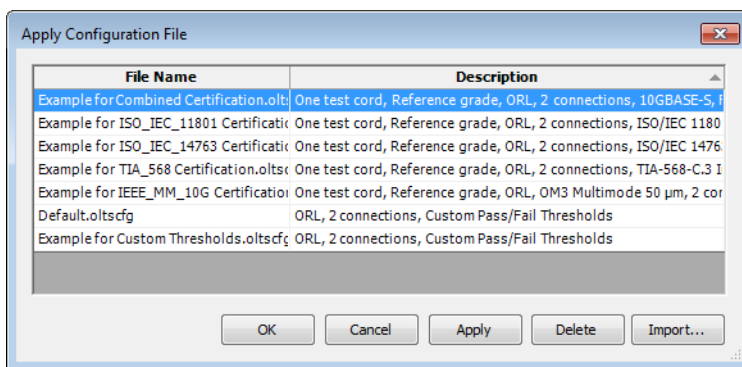 Apply Configuration File
File Name Description
Example for Combined Certification.olt One test cord, Reference grade, ORL, 2 connections, 10GBASE-S,
Example for ISO_IEC_11801 Certificatio One test cord, Reference grade, ORL, 2 connections, ISO/IEC 1180
Example for ISO_IEC_14763 Certificatio One test cord, Reference grade, ORL, 2 connections, ISO/IEC 1476
Example for TIA_568 Certification.oltsc One test cord, Reference grade, ORL, 2 connections, TIA-568-C.3
Example for IEEE_MM_10G Certification One test cord, Reference grade, ORL, OM3 Multimode 50 µm, 2 con
Default.oltscfg ORL, 2 connections, Custom Pass/Fail Thresholds
Example for Custom Thresholds.oltscfg ORL, 2 connections, Custom Pass/Fail Thresholds
OK Cancel Apply Delete Import...